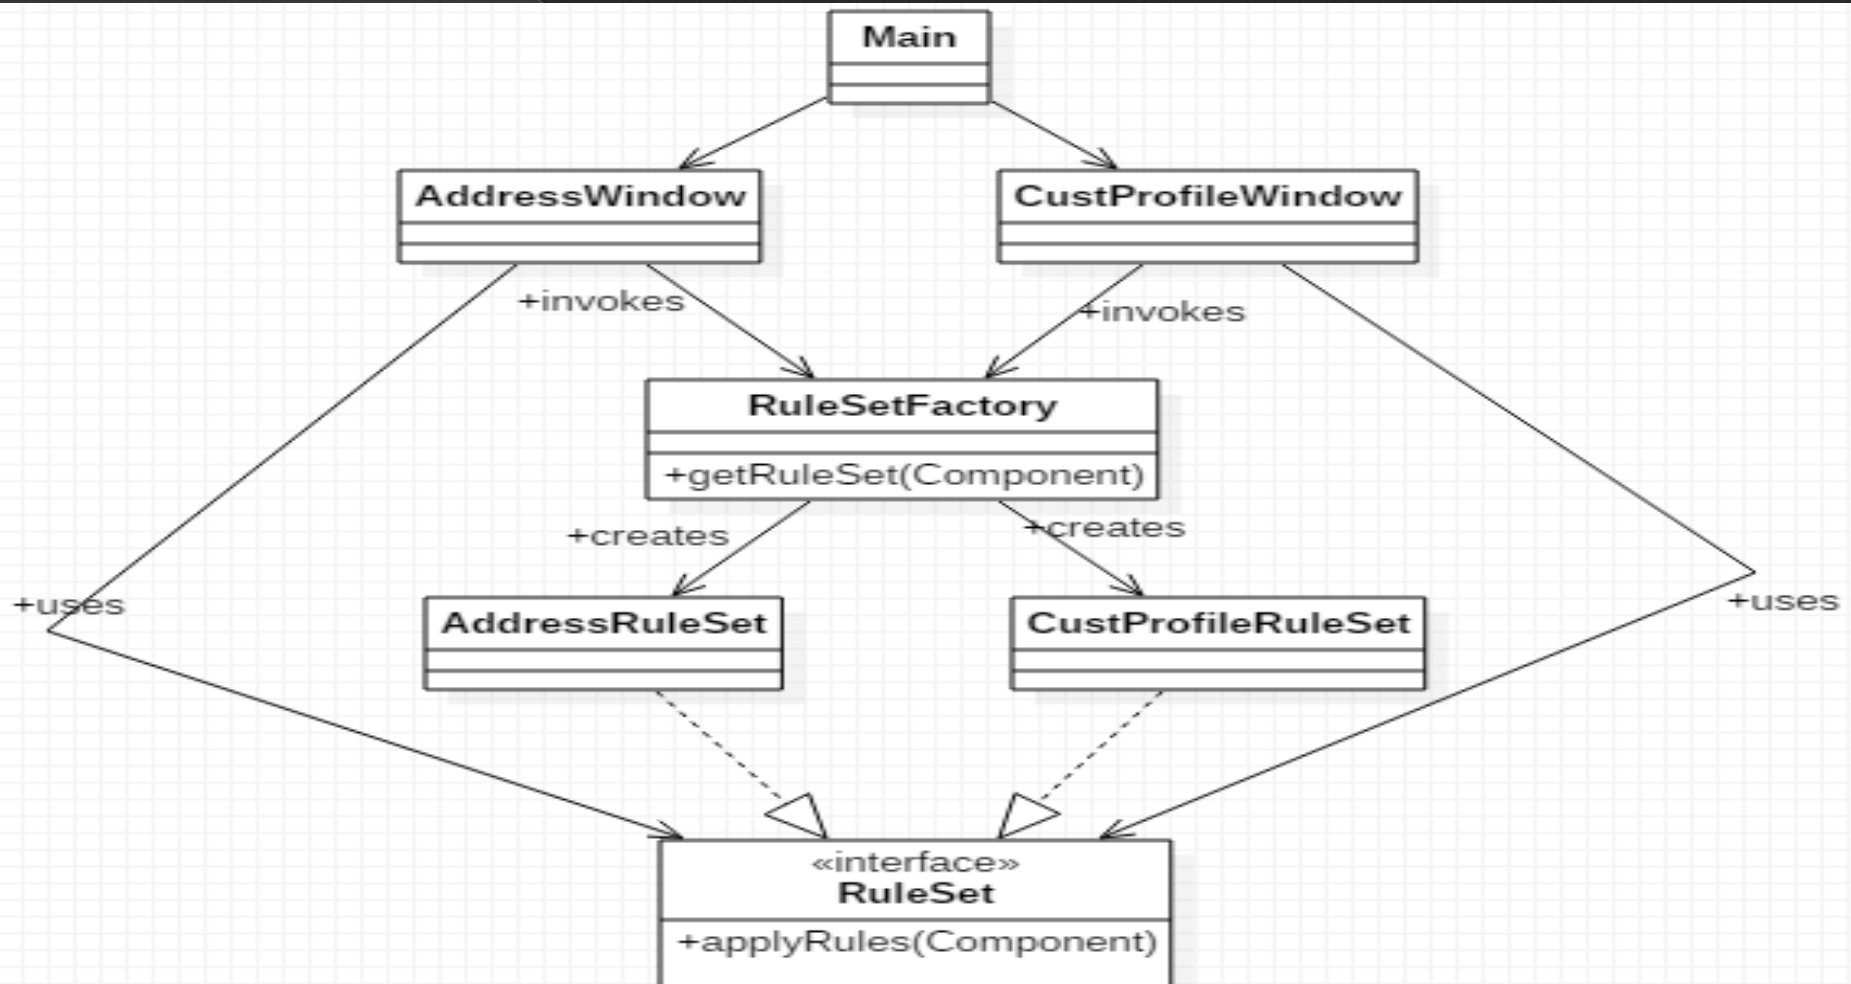 Main
AddressWindow
CustProfileWindow
+invokes
+invokes
RuleSetFactory
+getRuleSet(Component)
+creates
+creates
+uses
+uses
AddressRuleSet
CustProfileRuleSet
«interface»
RuleSet
+applyRules(Component)